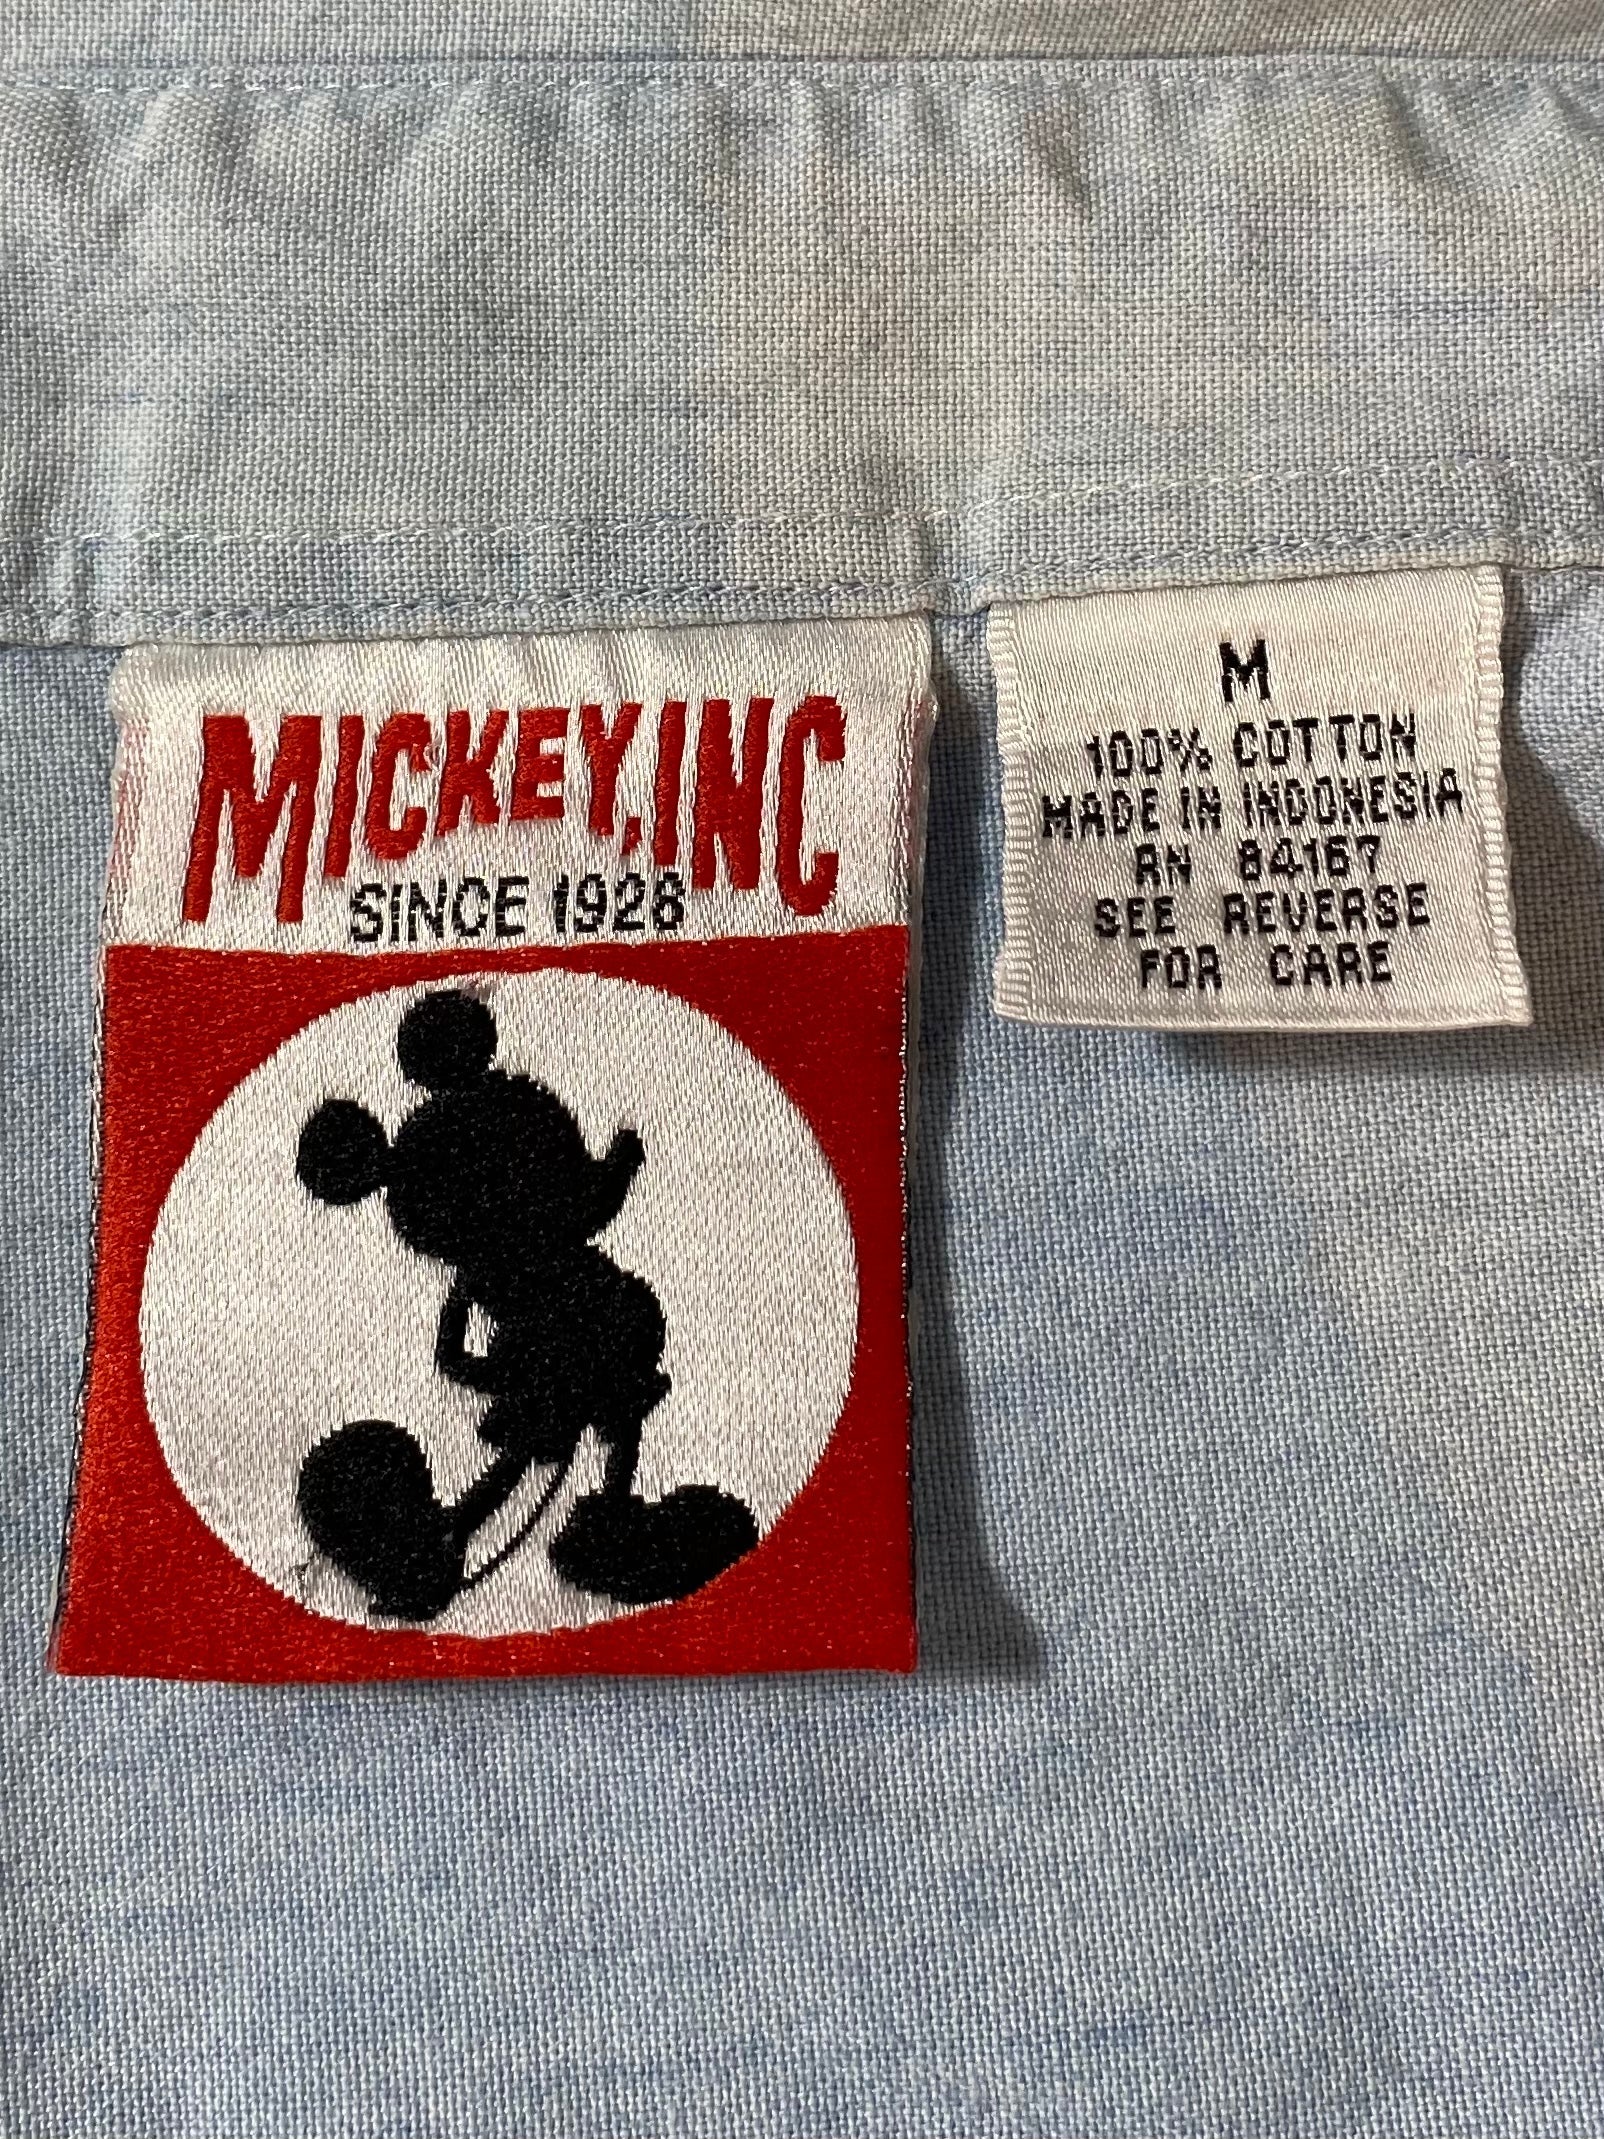 MICKEY, INC
SINCE 1928
M
100% COTTON
MADE IN INDONESIA
RN 84167
SEE REVERSE
FOR CARE